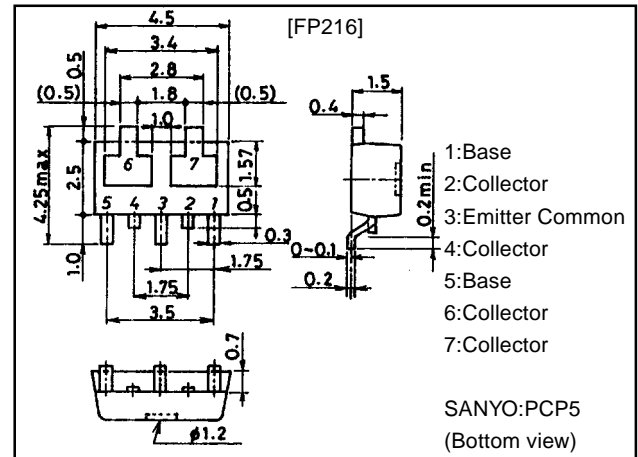 [FP216]
4.5
3.4
2.8
(0.5) 1.8 (0.5)
1.0
0.5
4.25max
2.5
1.0
6 7
1.57
0.5
5 4 3 2 1
0.3
1.75
1.75
3.5
1.5
0.4
0.2min
0-0.1
0.2
0.7
φ1.2
1:Base
2:Collector
3:Emitter Common
4:Collector
5:Base
6:Collector
7:Collector
SANYO:PCP5
(Bottom view)